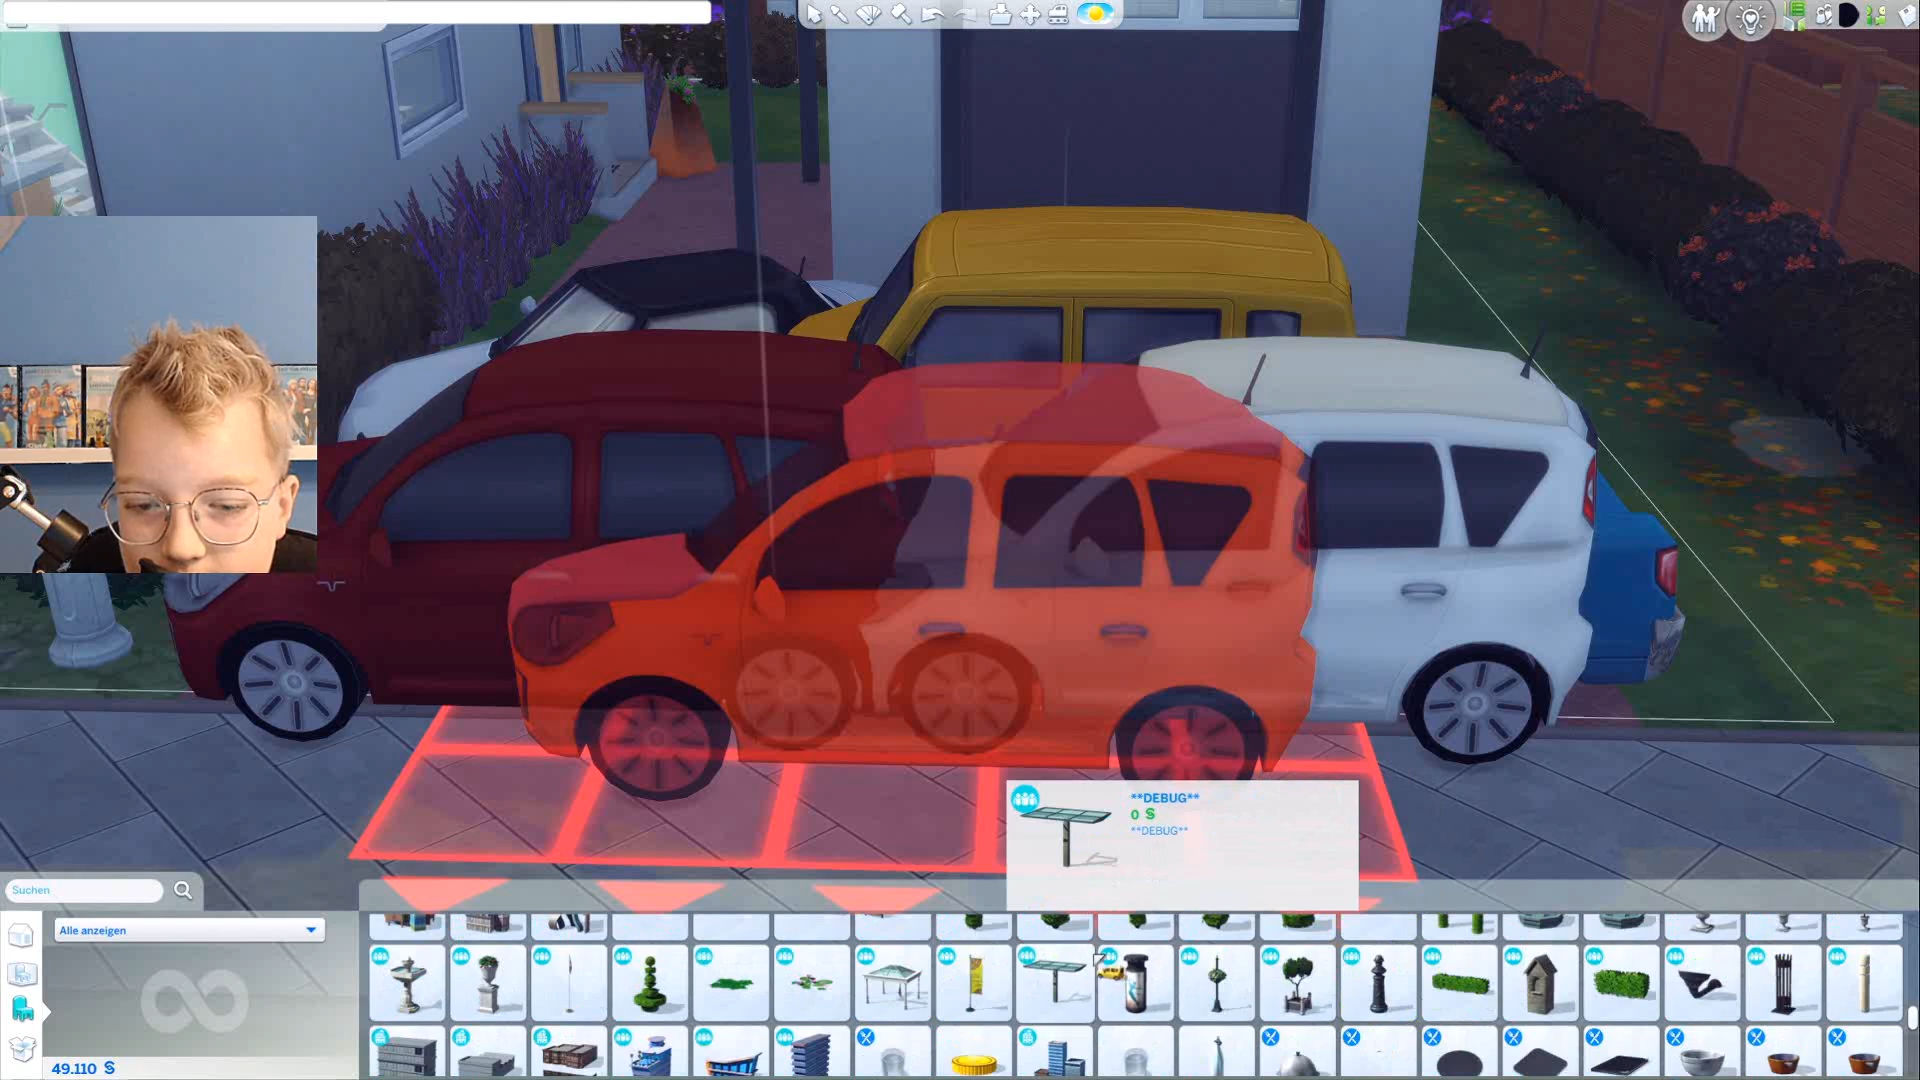 **DEBUG**
0 $
**DEBUG**
Suchen
Alle anzeigen
49.110 $